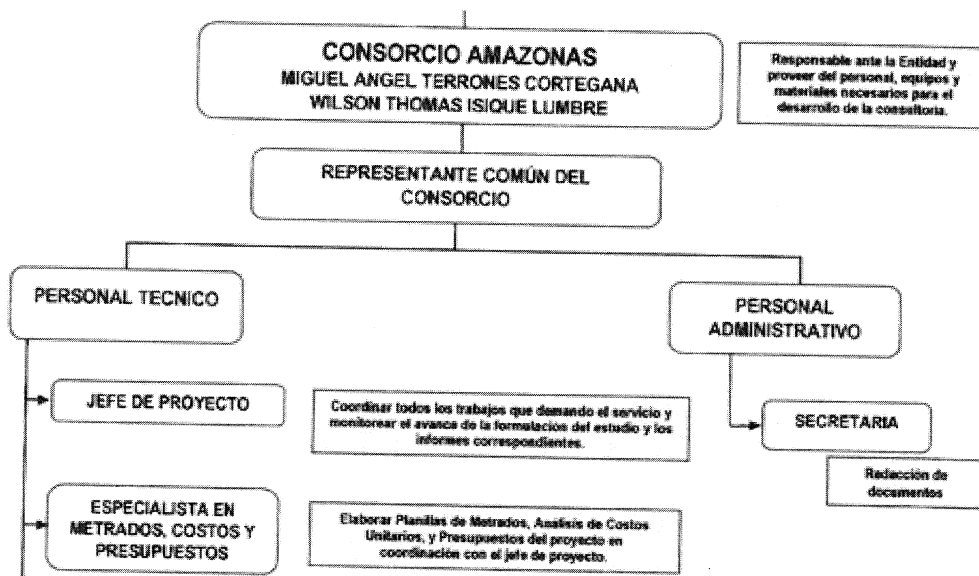 CONSORCIO AMAZONAS
MIGUEL ANGEL TERRONES CORTEGANA
WILSON THOMAS ISIQUE LUMBRE
Responsable ante la Entidad y
proveer del personal, equipos y
materiales necesarios para el
desarrollo de la consultoria.
REPRESENTANTE COMÚN DEL
CONSORCIO
PERSONAL TECNICO
PERSONAL
ADMINISTRATIVO
JEFE DE PROYECTO
Coordinar todos los trabajos que demando el servicio y
monitorear el avance de la formulación del estudio y los
informes correspondientes.
SECRETARIA
Redacción de
documentos
ESPECIALISTA EN
METRADOS, COSTOS Y
PRESUPUESTOS
Elaborar Planillas de Metrados, Analisis de Costos
Unitarios, y Presupuestos del proyecto en
coordinación con el jefe de proyecto.